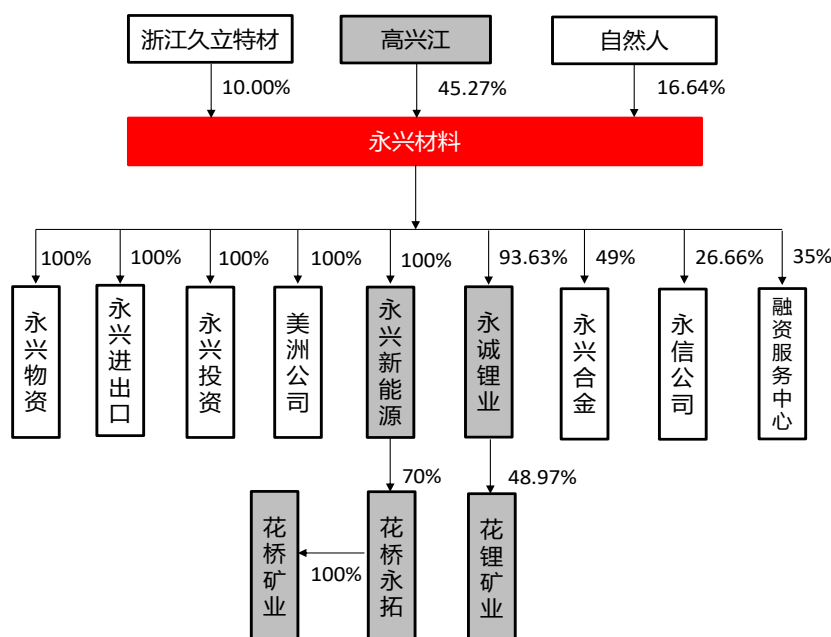 浙江久立特材
高兴江
自然人
10.00%
45.27%
16.64%
永兴材料
100%
100%
100%
100%
100%
93.63%
49%
26.66%
35%
永兴物资
永兴进出口
永兴投资
美洲公司
永兴新能源
永诚锂业
永兴合金
永信公司
融资服务中心
70%
48.97%
花桥矿业
100%
花桥永拓
花锂矿业